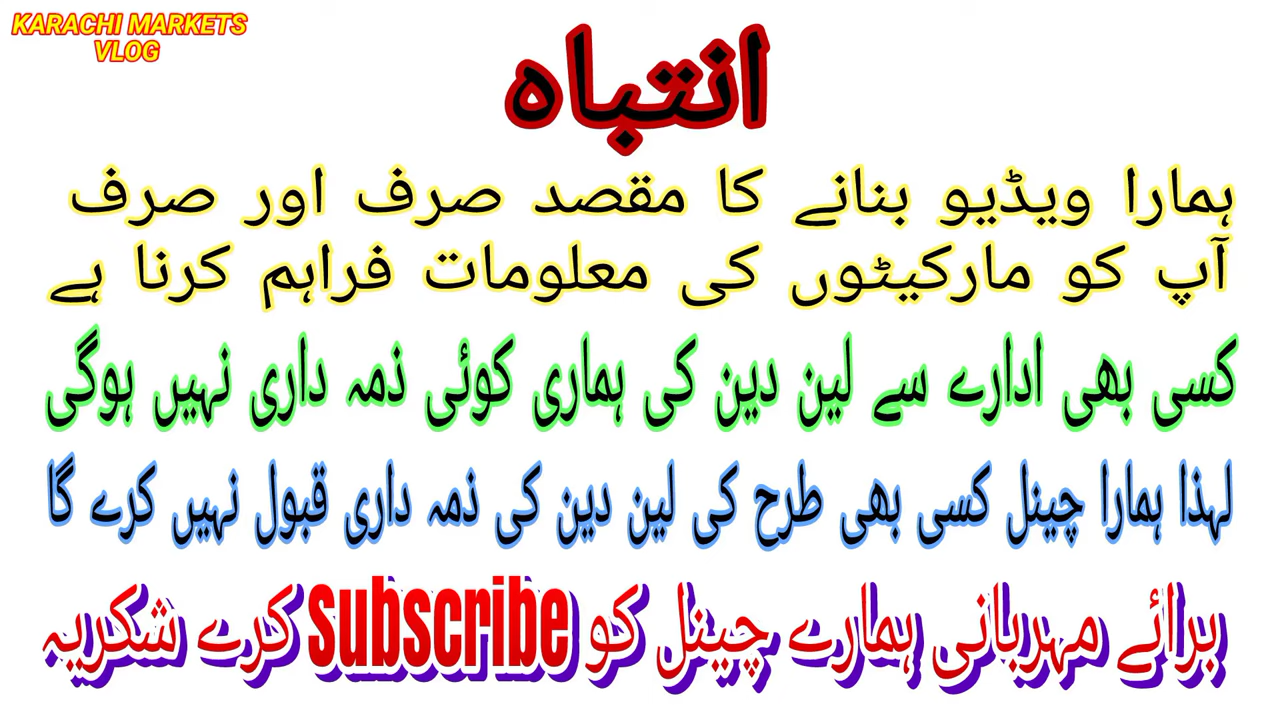 KARACHI MARKETS
VLOG
انتباہ
ہمارا ویڈیو بنانے کا مقصد صرف اور صرف
آپ کو مارکیٹوں کی معلومات فراہم کرنا ہے
کسی بھی ادارے سے لین دین کی ہماری کوئی ذمہ داری نہیں ہوگی
لہذا ہمارا چینل کسی بھی طرح کی لین دین کی ذمہ داری قبول نہیں کرے گا
برائے مہربانی ہمارے چینل کو subscribe کرے شکریہ